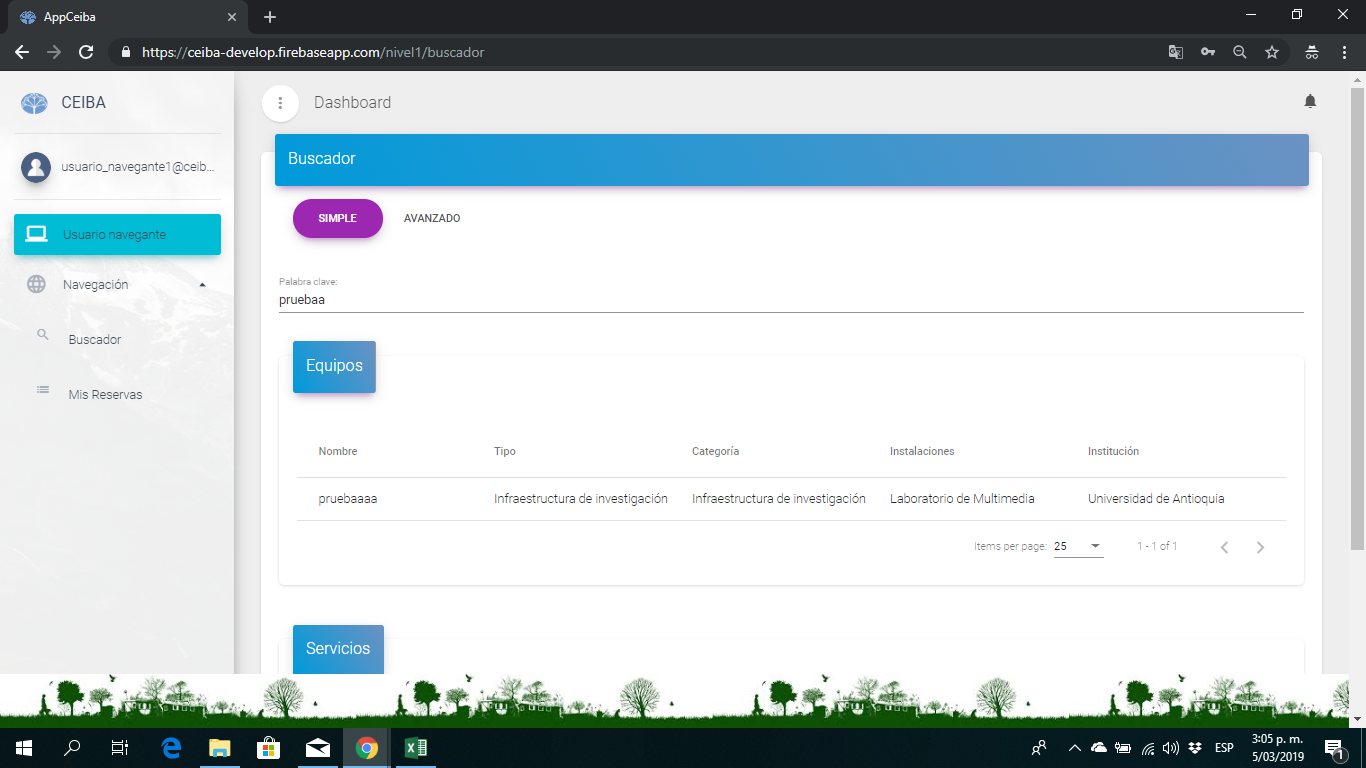 AppCeiba
https://ceiba-develop.firebaseapp.com/nivel1/buscador
CEIBA
Dashboard
usuario_navegante1@ceib...
Usuario navegante
Navegación
Buscador
Mis Reservas
Buscador
SIMPLE AVANZADO
Palabra clave:
pruebaa
Equipos
Nombre Tipo Categoría Instalaciones Institución
pruebaaaa Infraestructura de investigación Infraestructura de investigación Laboratorio de Multimedia Universidad de Antioquia
Items per page: 25 1 - 1 of 1
Servicios
ESP
3:05 p. m.
5/03/2019
1